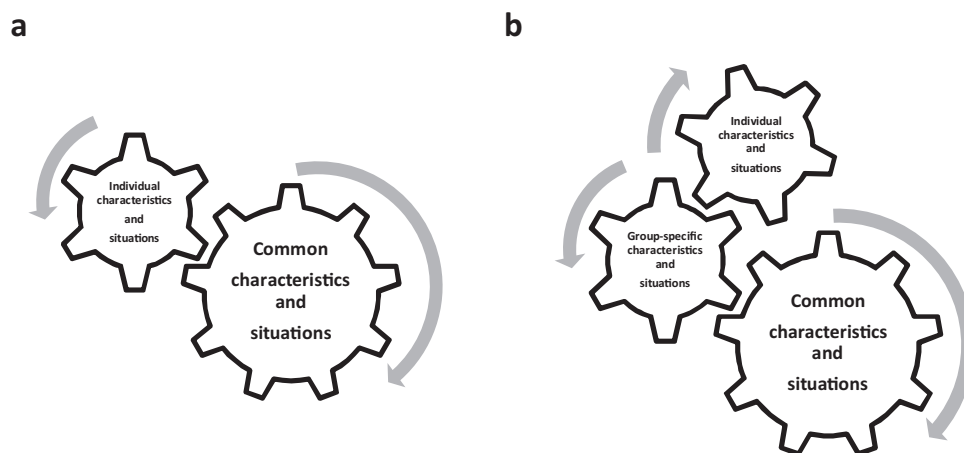 a
Individual
characteristics
and
situations
Common
characteristics
and
situations
b
Individual
characteristics
and
situations
Group-specific
characteristics
and
situations
Common
characteristics
and
situations